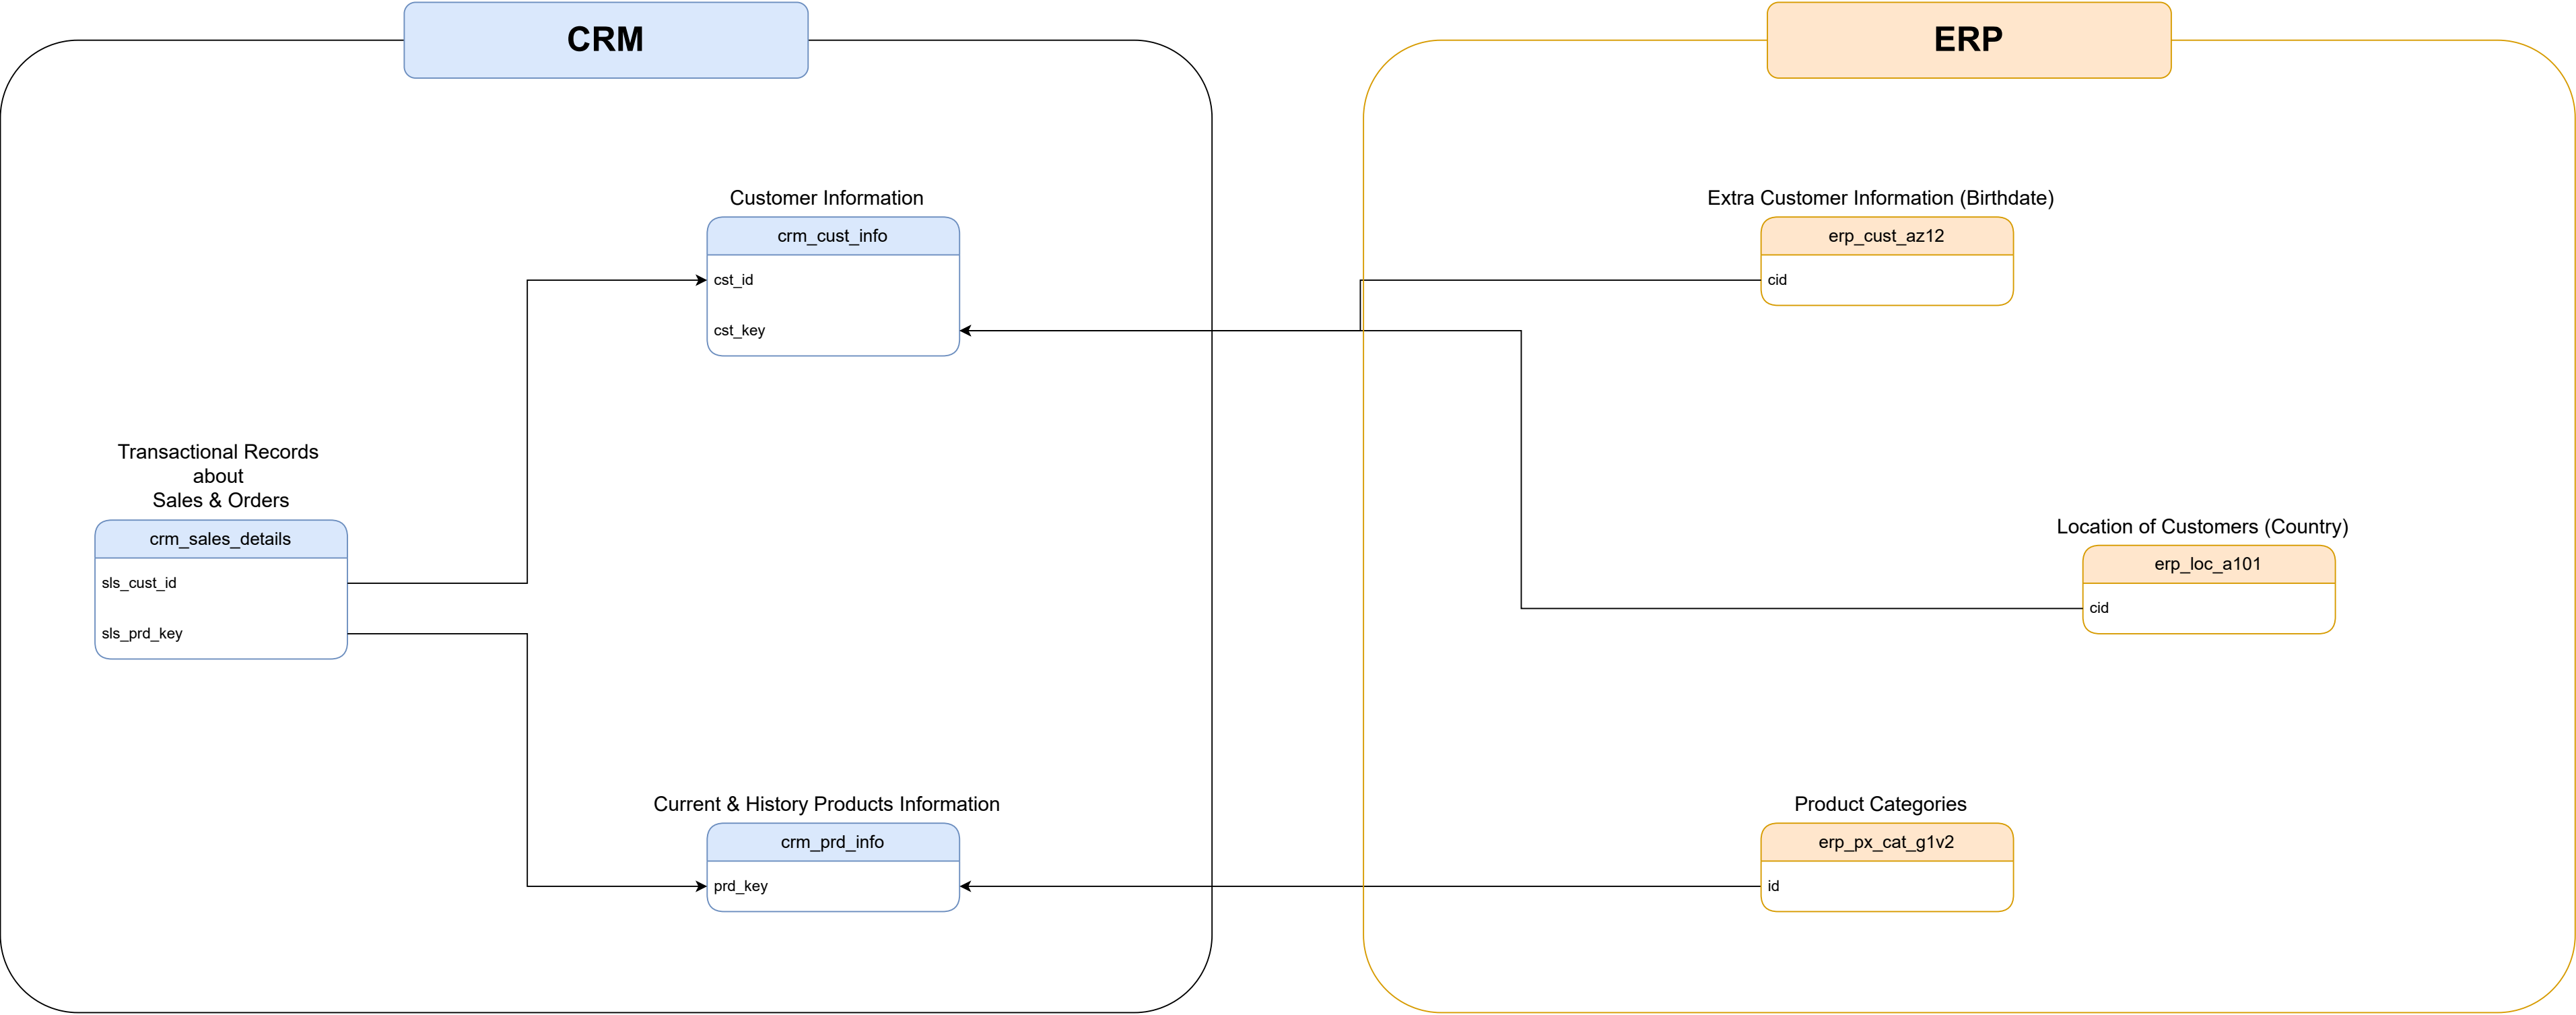 CRM
Customer Information
crm_cust_info
cst_id
cst_key
Transactional Records
about
Sales & Orders
crm_sales_details
sls_cust_id
sls_prd_key
Current & History Products Information
crm_prd_info
prd_key
ERP
Extra Customer Information (Birthdate)
erp_cust_az12
cid
Location of Customers (Country)
erp_loc_a101
cid
Product Categories
erp_px_cat_g1v2
id